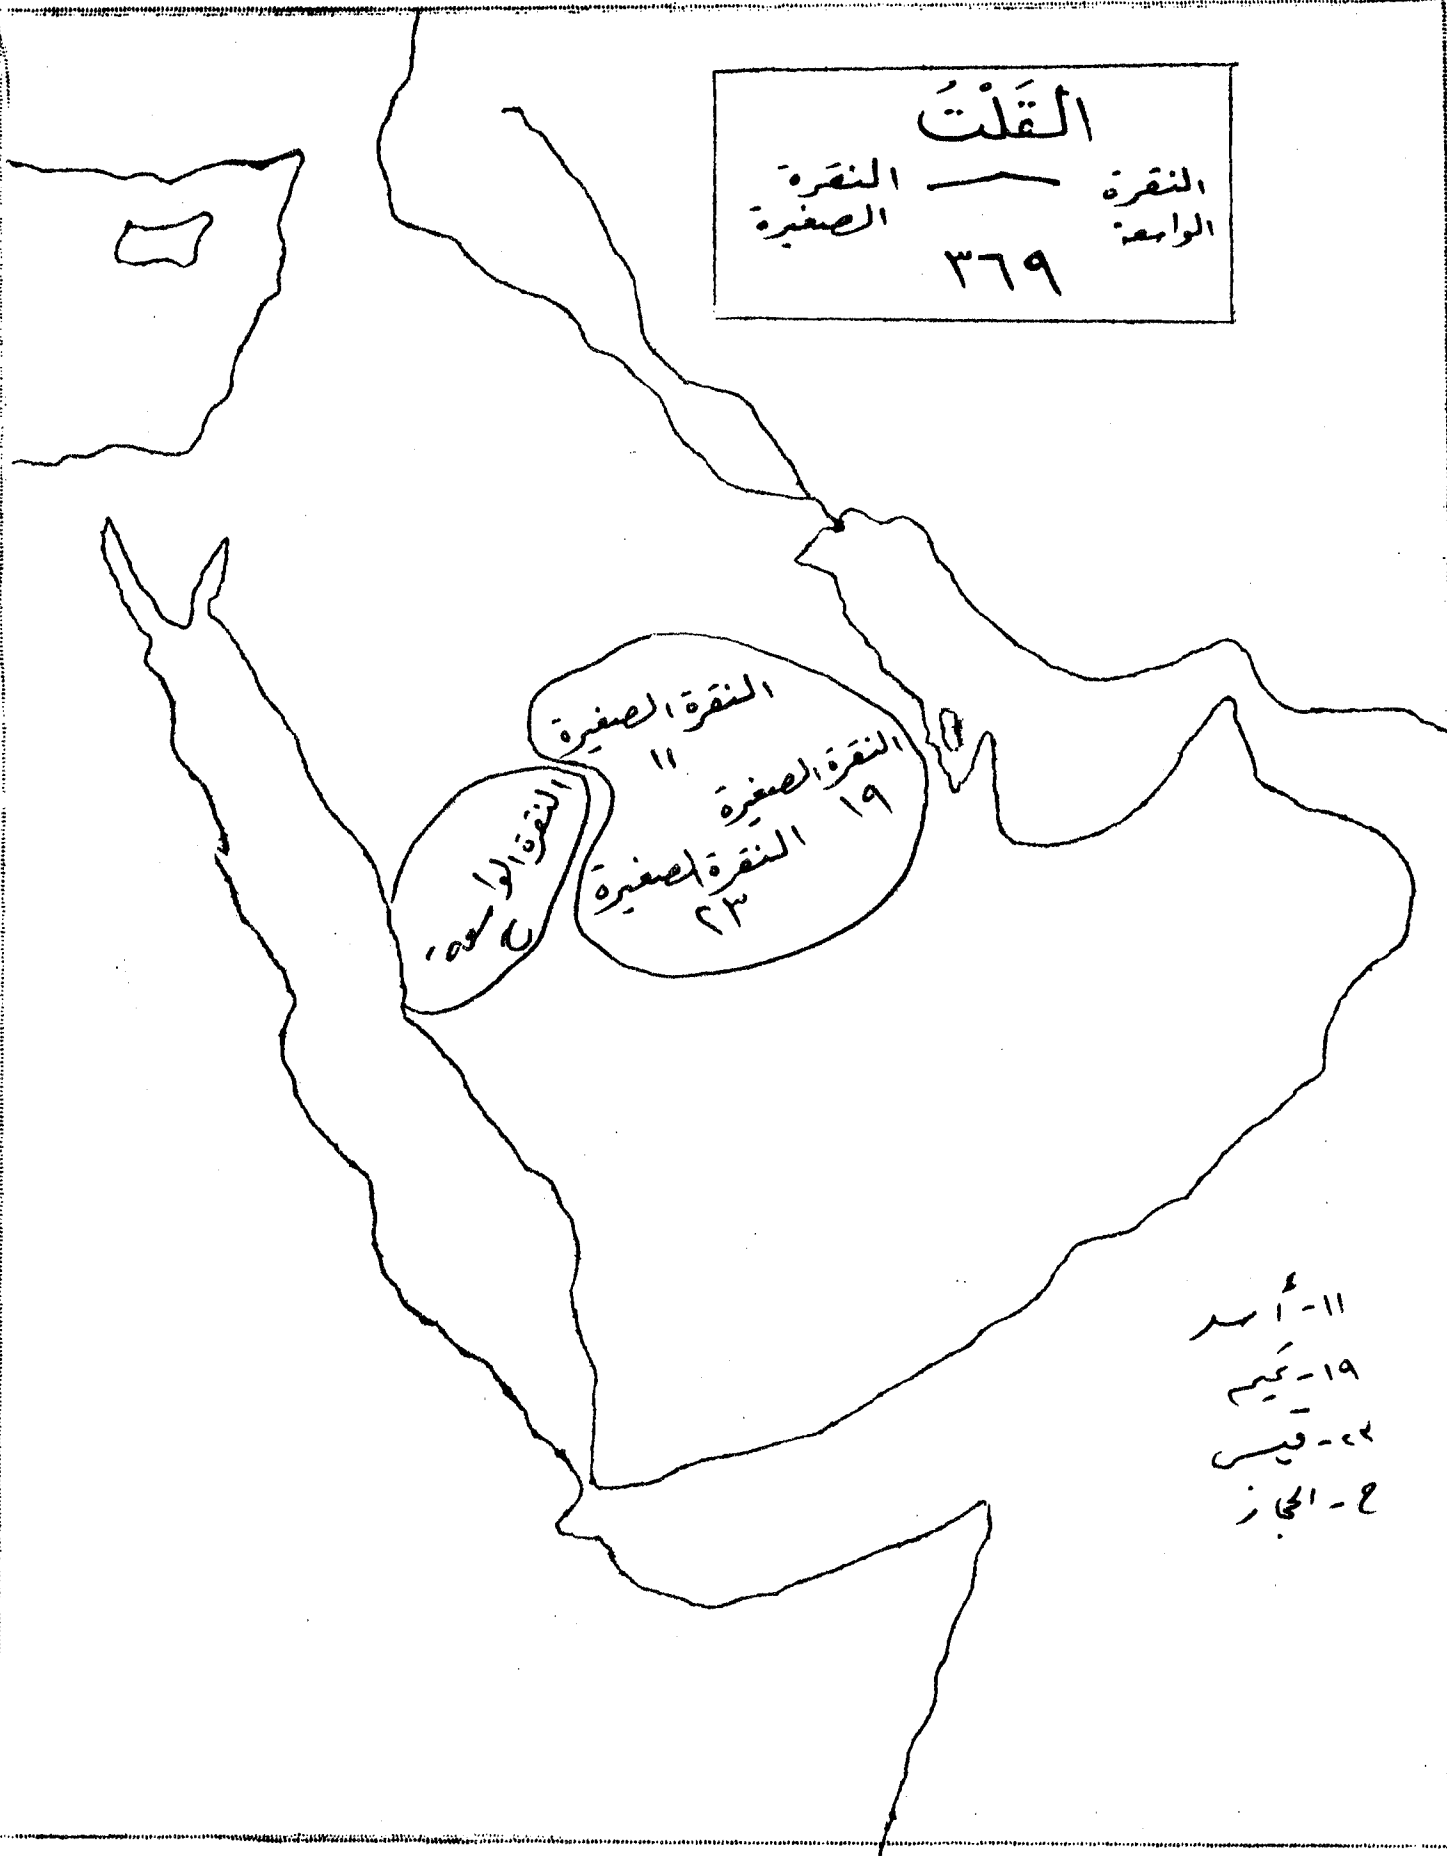 القَلْتُ
النقرة النقرة
الواسعة الصغيرة
٣٦٩
النقرة الصغيرة
١١
النقرة الصغيرة
١٩
النقرة الصغيرة
٢٣
النقرة الواسعة
ح
١١- أسد
١٩- تميم
٢٣- قيس
ح - الحجاز